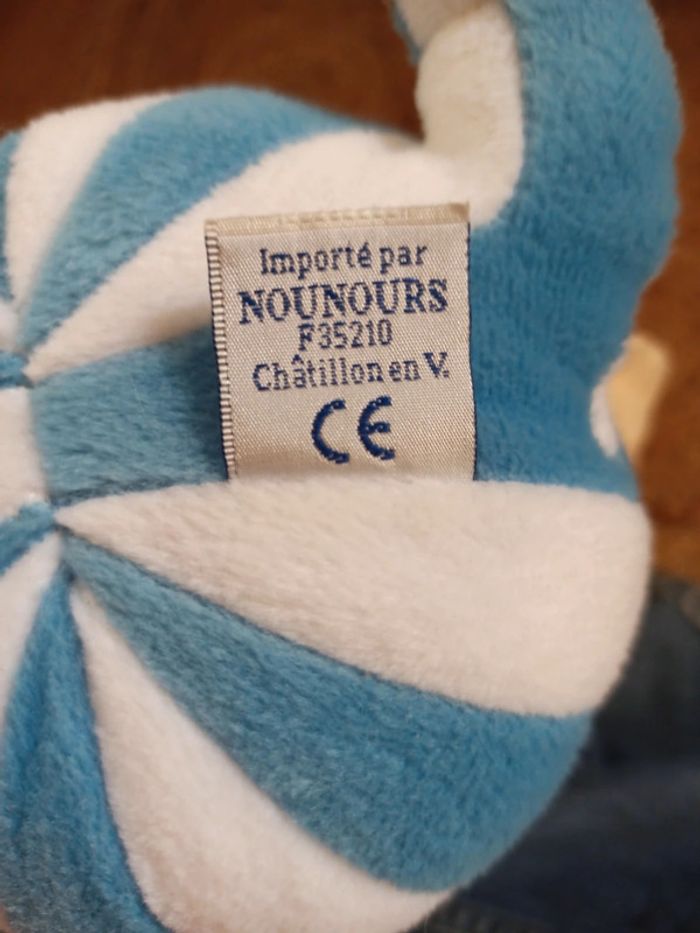 Importé par
NOUNOURS
F35210
Châtillon en V.
CE